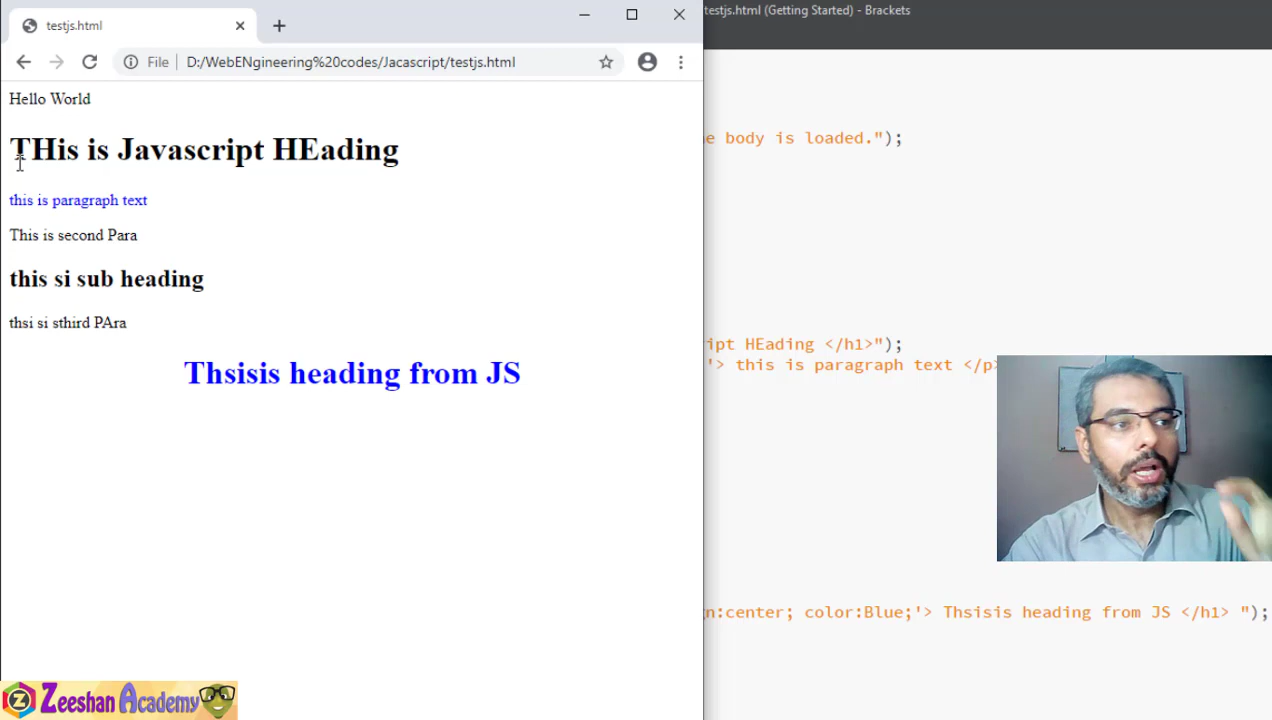 testjs.html
testjs.html (Getting Started) - Brackets
File D:/WebENgineering%20codes/Jacascript/testjs.html
Hello World
THis is Javascript HEading
this is paragraph text
This is second Para
this si sub heading
thsi si sthird PAra
Thsisis heading from JS
e body is loaded.");
ipt HEading </h1>");
'> this is paragraph text </p>
n:center; color:Blue;'> Thsisis heading from JS </h1> ");
Z Zeeshan Academy